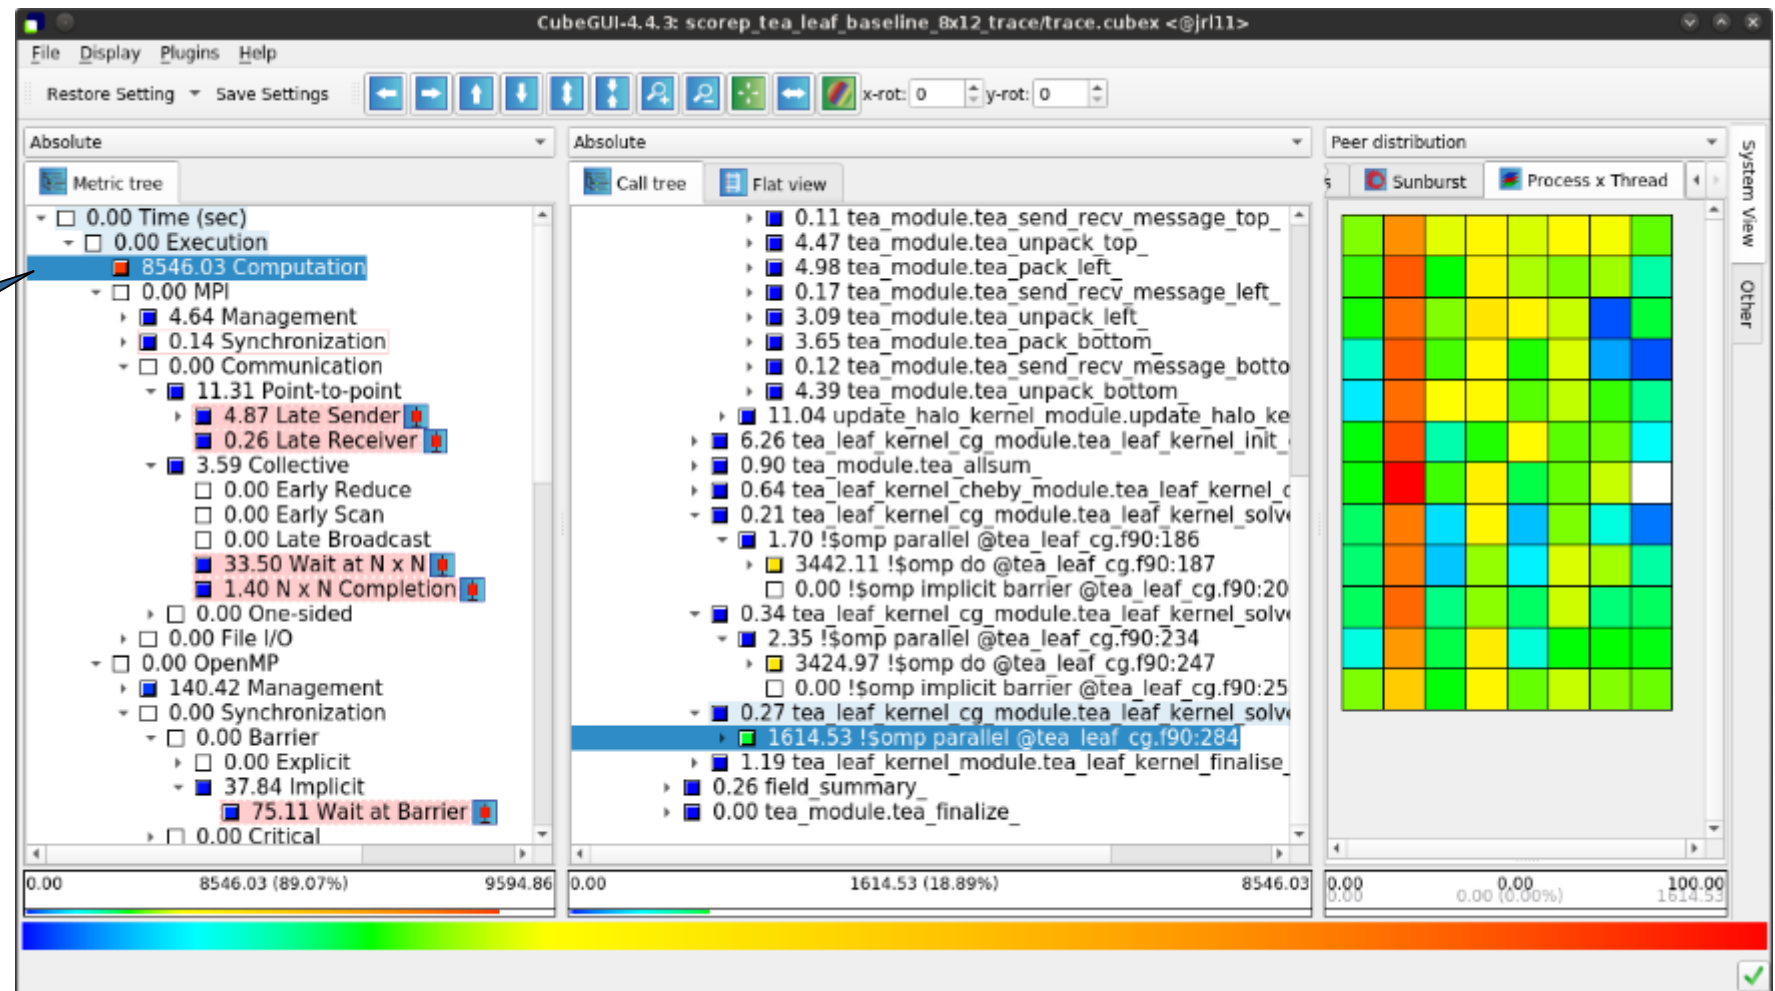 CubeGUI-4.4.3: scorep_tea_leaf_baseline_8x12_trace/trace.cubex <@jrl11>
File Display Plugins Help
Restore Setting Save Settings x-rot: 0 y-rot: 0
Absolute
Metric tree
0.00 Time (sec)
0.00 Execution
8546.03 Computation
0.00 MPI
4.64 Management
0.14 Synchronization
0.00 Communication
11.31 Point-to-point
4.87 Late Sender
0.26 Late Receiver
3.59 Collective
0.00 Early Reduce
0.00 Early Scan
0.00 Late Broadcast
33.50 Wait at N x N
1.40 N x N Completion
0.00 One-sided
0.00 File I/O
0.00 OpenMP
140.42 Management
0.00 Synchronization
0.00 Barrier
0.00 Explicit
37.84 Implicit
75.11 Wait at Barrier
0.00 Critical
0.00 8546.03 (89.07%) 9594.86
Absolute
Call tree Flat view
0.11 tea_module.tea_send_recv_message_top_
4.47 tea_module.tea_unpack_top_
4.98 tea_module.tea_pack_left_
0.17 tea_module.tea_send_recv_message_left_
3.09 tea_module.tea_unpack_left_
3.65 tea_module.tea_pack_bottom_
0.12 tea_module.tea_send_recv_message_botto
4.39 tea_module.tea_unpack_bottom_
11.04 update_halo_kernel_module.update_halo_ke
6.26 tea_leaf_kernel_cg_module.tea_leaf_kernel_init_
0.90 tea_module.tea_allsum_
0.64 tea_leaf_kernel_cheby_module.tea_leaf_kernel_c
0.21 tea_leaf_kernel_cg_module.tea_leaf_kernel_solve
1.70 !$omp parallel @tea_leaf_cg.f90:186
3442.11 !$omp do @tea_leaf_cg.f90:187
0.00 !$omp implicit barrier @tea_leaf_cg.f90:20
0.34 tea_leaf_kernel_cg_module.tea_leaf_kernel_solve
2.35 !$omp parallel @tea_leaf_cg.f90:234
3424.97 !$omp do @tea_leaf_cg.f90:247
0.00 !$omp implicit barrier @tea_leaf_cg.f90:25
0.27 tea_leaf_kernel_cg_module.tea_leaf_kernel_solve
1614.53 !$omp parallel @tea_leaf_cg.f90:284
1.19 tea_leaf_kernel_module.tea_leaf_kernel_finalise_
0.26 field_summary_
0.00 tea_module.tea_finalize_
0.00 1614.53 (18.89%) 8546.03
Peer distribution
s Sunburst Process x Thread
0.00 0.00 100.00
0.00 0.00 (0.00%) 1614.53
System View
Other